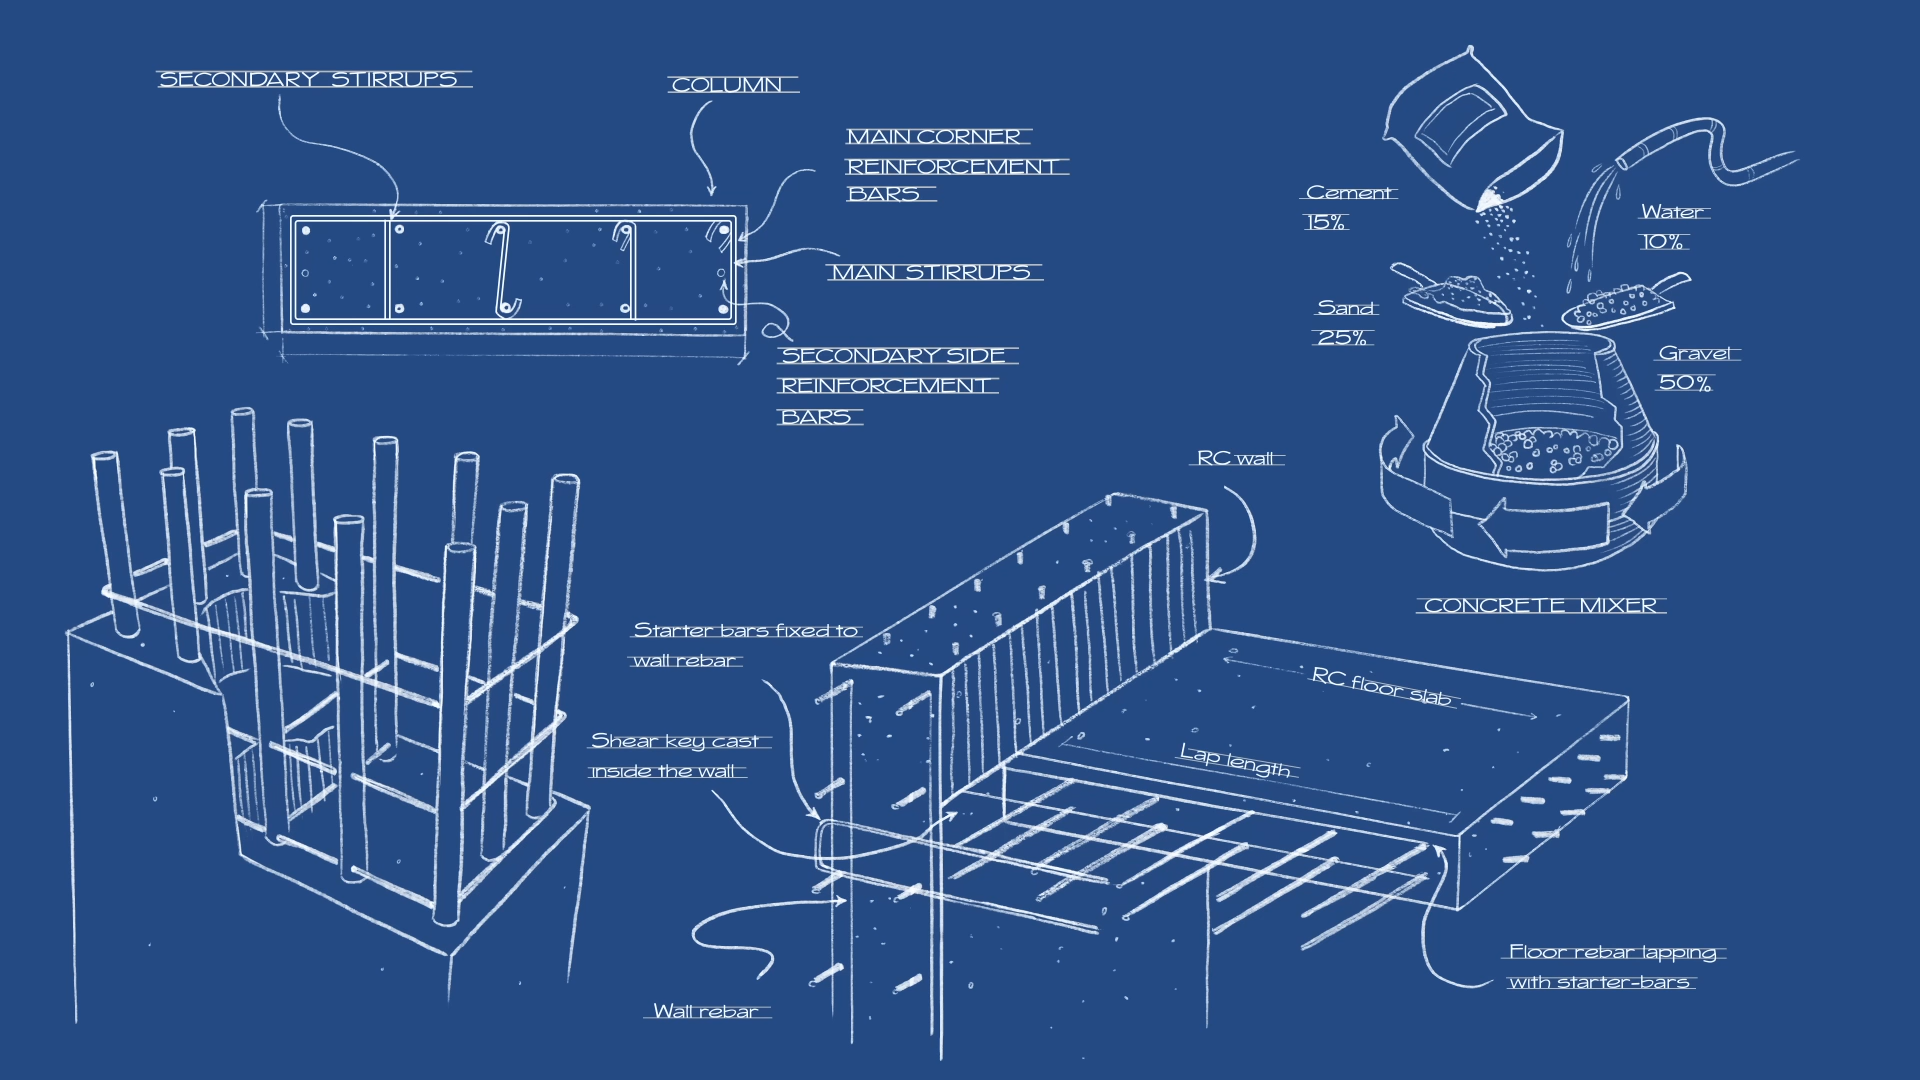 SECONDARY STIRRUPS
COLUMN
MAIN CORNER
REINFORCEMENT
BARS
MAIN STIRRUPS
SECONDARY SIDE
REINFORCEMENT
BARS
Cement
15%
Water
10%
Sand
25%
Gravel
50%
CONCRETE MIXER
RC wall
Starter bars fixed to
wall rebar
Shear key cast
inside the wall
RC floor slab
Lap length
Wall rebar
Floor rebar lapping
with starter-bars